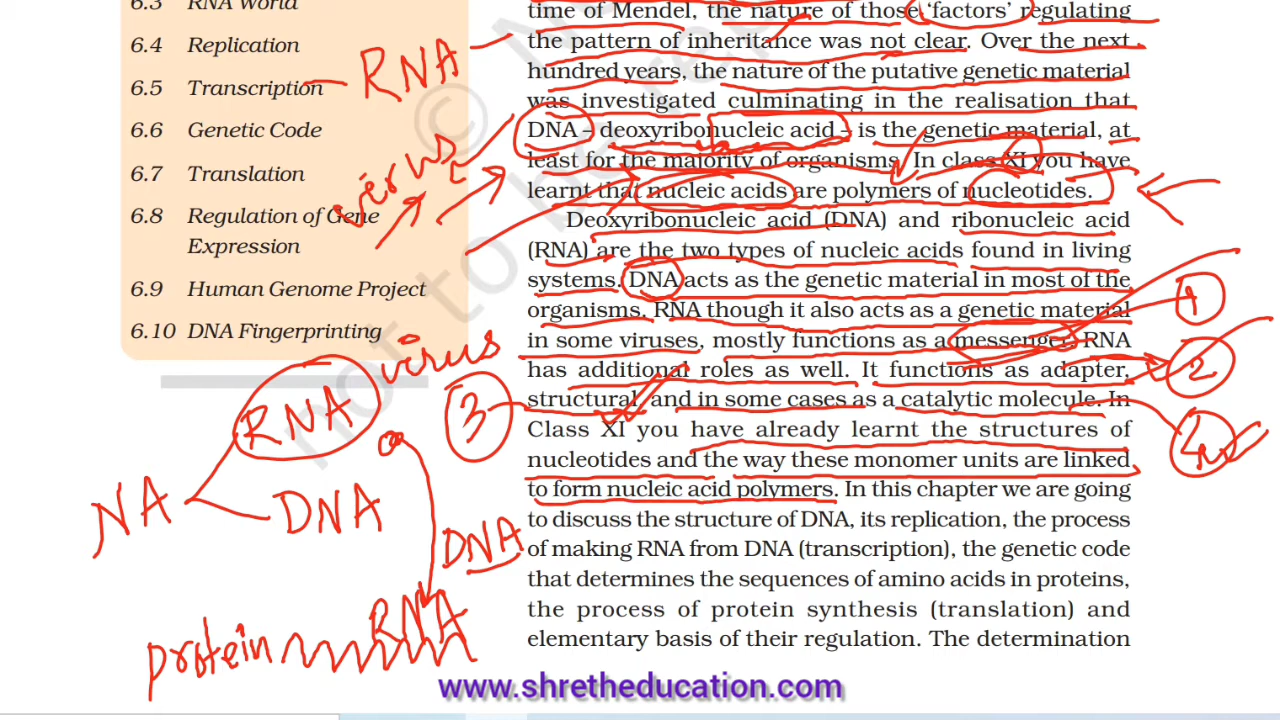 6.3 RNA World
6.4 Replication
6.5 Transcription
6.6 Genetic Code
6.7 Translation
6.8 Regulation of Gene
Expression
6.9 Human Genome Project
6.10 DNA Fingerprinting
RNA
virus
virus
RNA
NA
DNA
DNA
RNA
protein
time of Mendel, the nature of those ‘factors’ regulating
the pattern of inheritance was not clear. Over the next
hundred years, the nature of the putative genetic material
was investigated culminating in the realisation that
DNA – deoxyribonucleic acid – is the genetic material, at
least for the majority of organisms. In class XI you have
learnt that nucleic acids are polymers of nucleotides.
Deoxyribonucleic acid (DNA) and ribonucleic acid
(RNA) are the two types of nucleic acids found in living
systems. DNA acts as the genetic material in most of the
organisms. RNA though it also acts as a genetic material
in some viruses, mostly functions as a messenger. RNA
has additional roles as well. It functions as adapter,
structural, and in some cases as a catalytic molecule. In
Class XI you have already learnt the structures of
nucleotides and the way these monomer units are linked
to form nucleic acid polymers. In this chapter we are going
to discuss the structure of DNA, its replication, the process
of making RNA from DNA (transcription), the genetic code
that determines the sequences of amino acids in proteins,
the process of protein synthesis (translation) and
elementary basis of their regulation. The determination
1
2
3
www.shretheducation.com